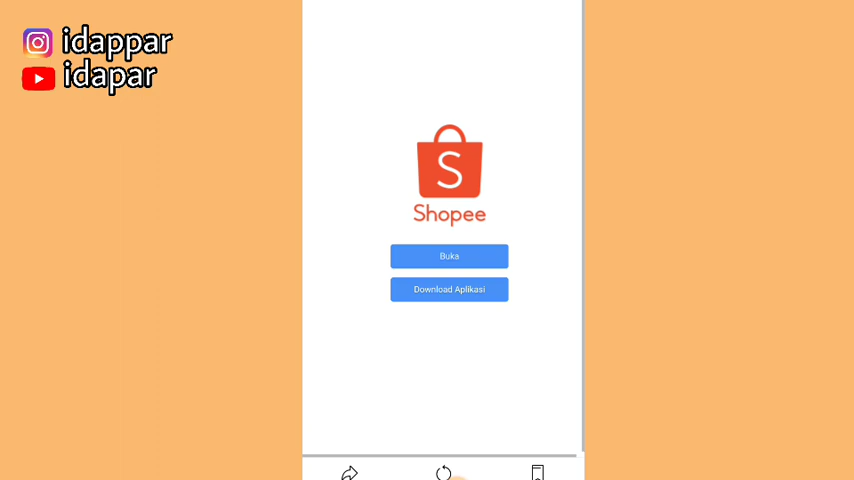 idappar
idapar
S
Shopee
Buka
Download Aplikasi